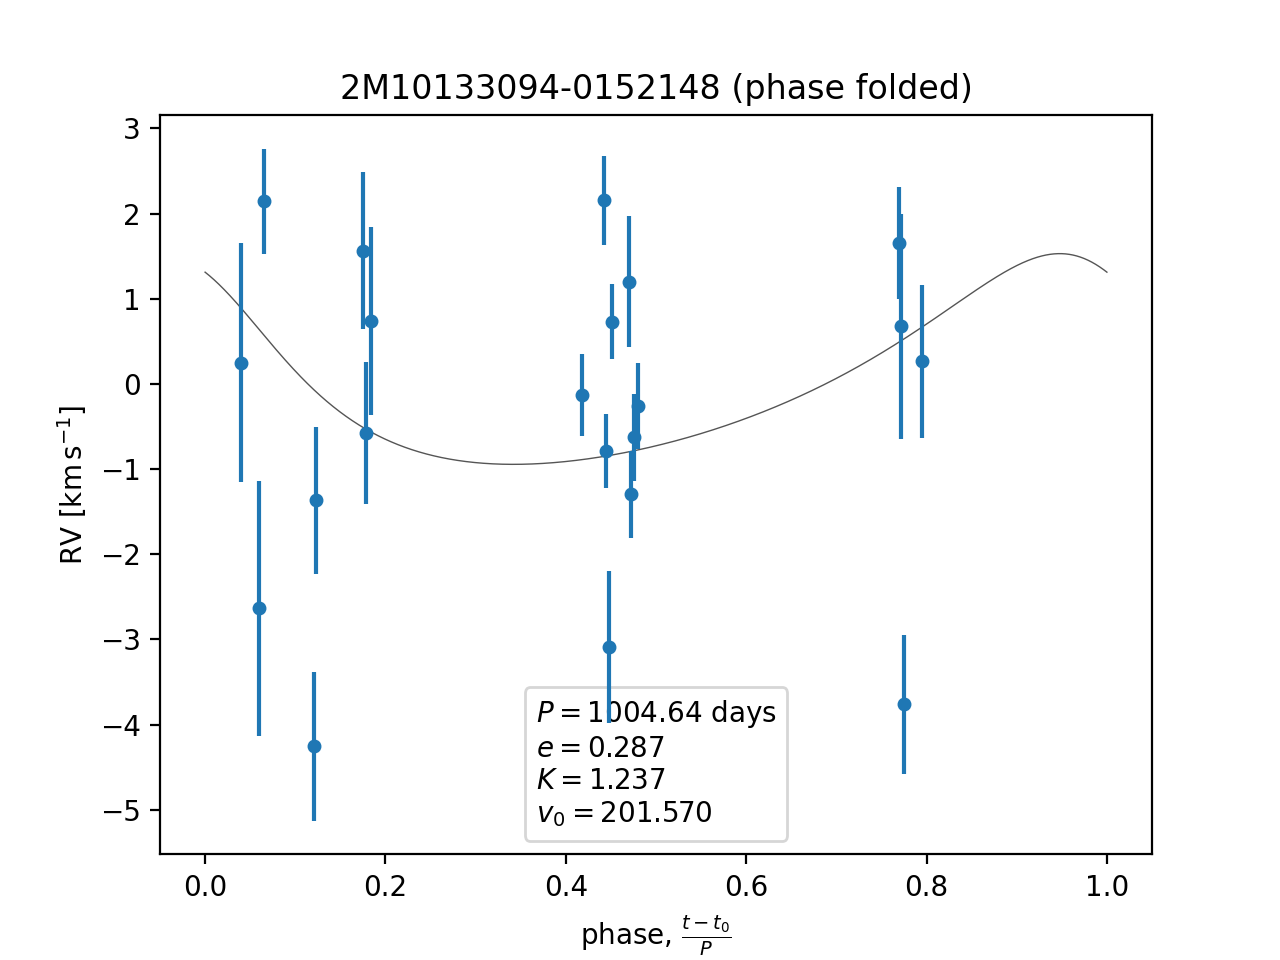 2M10133094-0152148 (phase folded)
3
2
1
0
−1
−2
−3
−4
−5
RV [km s⁻¹]
P = 1004.64 days
e = 0.287
K = 1.237
v₀ = 201.570
0.0 0.2 0.4 0.6 0.8 1.0
phase, (t − t₀)/P